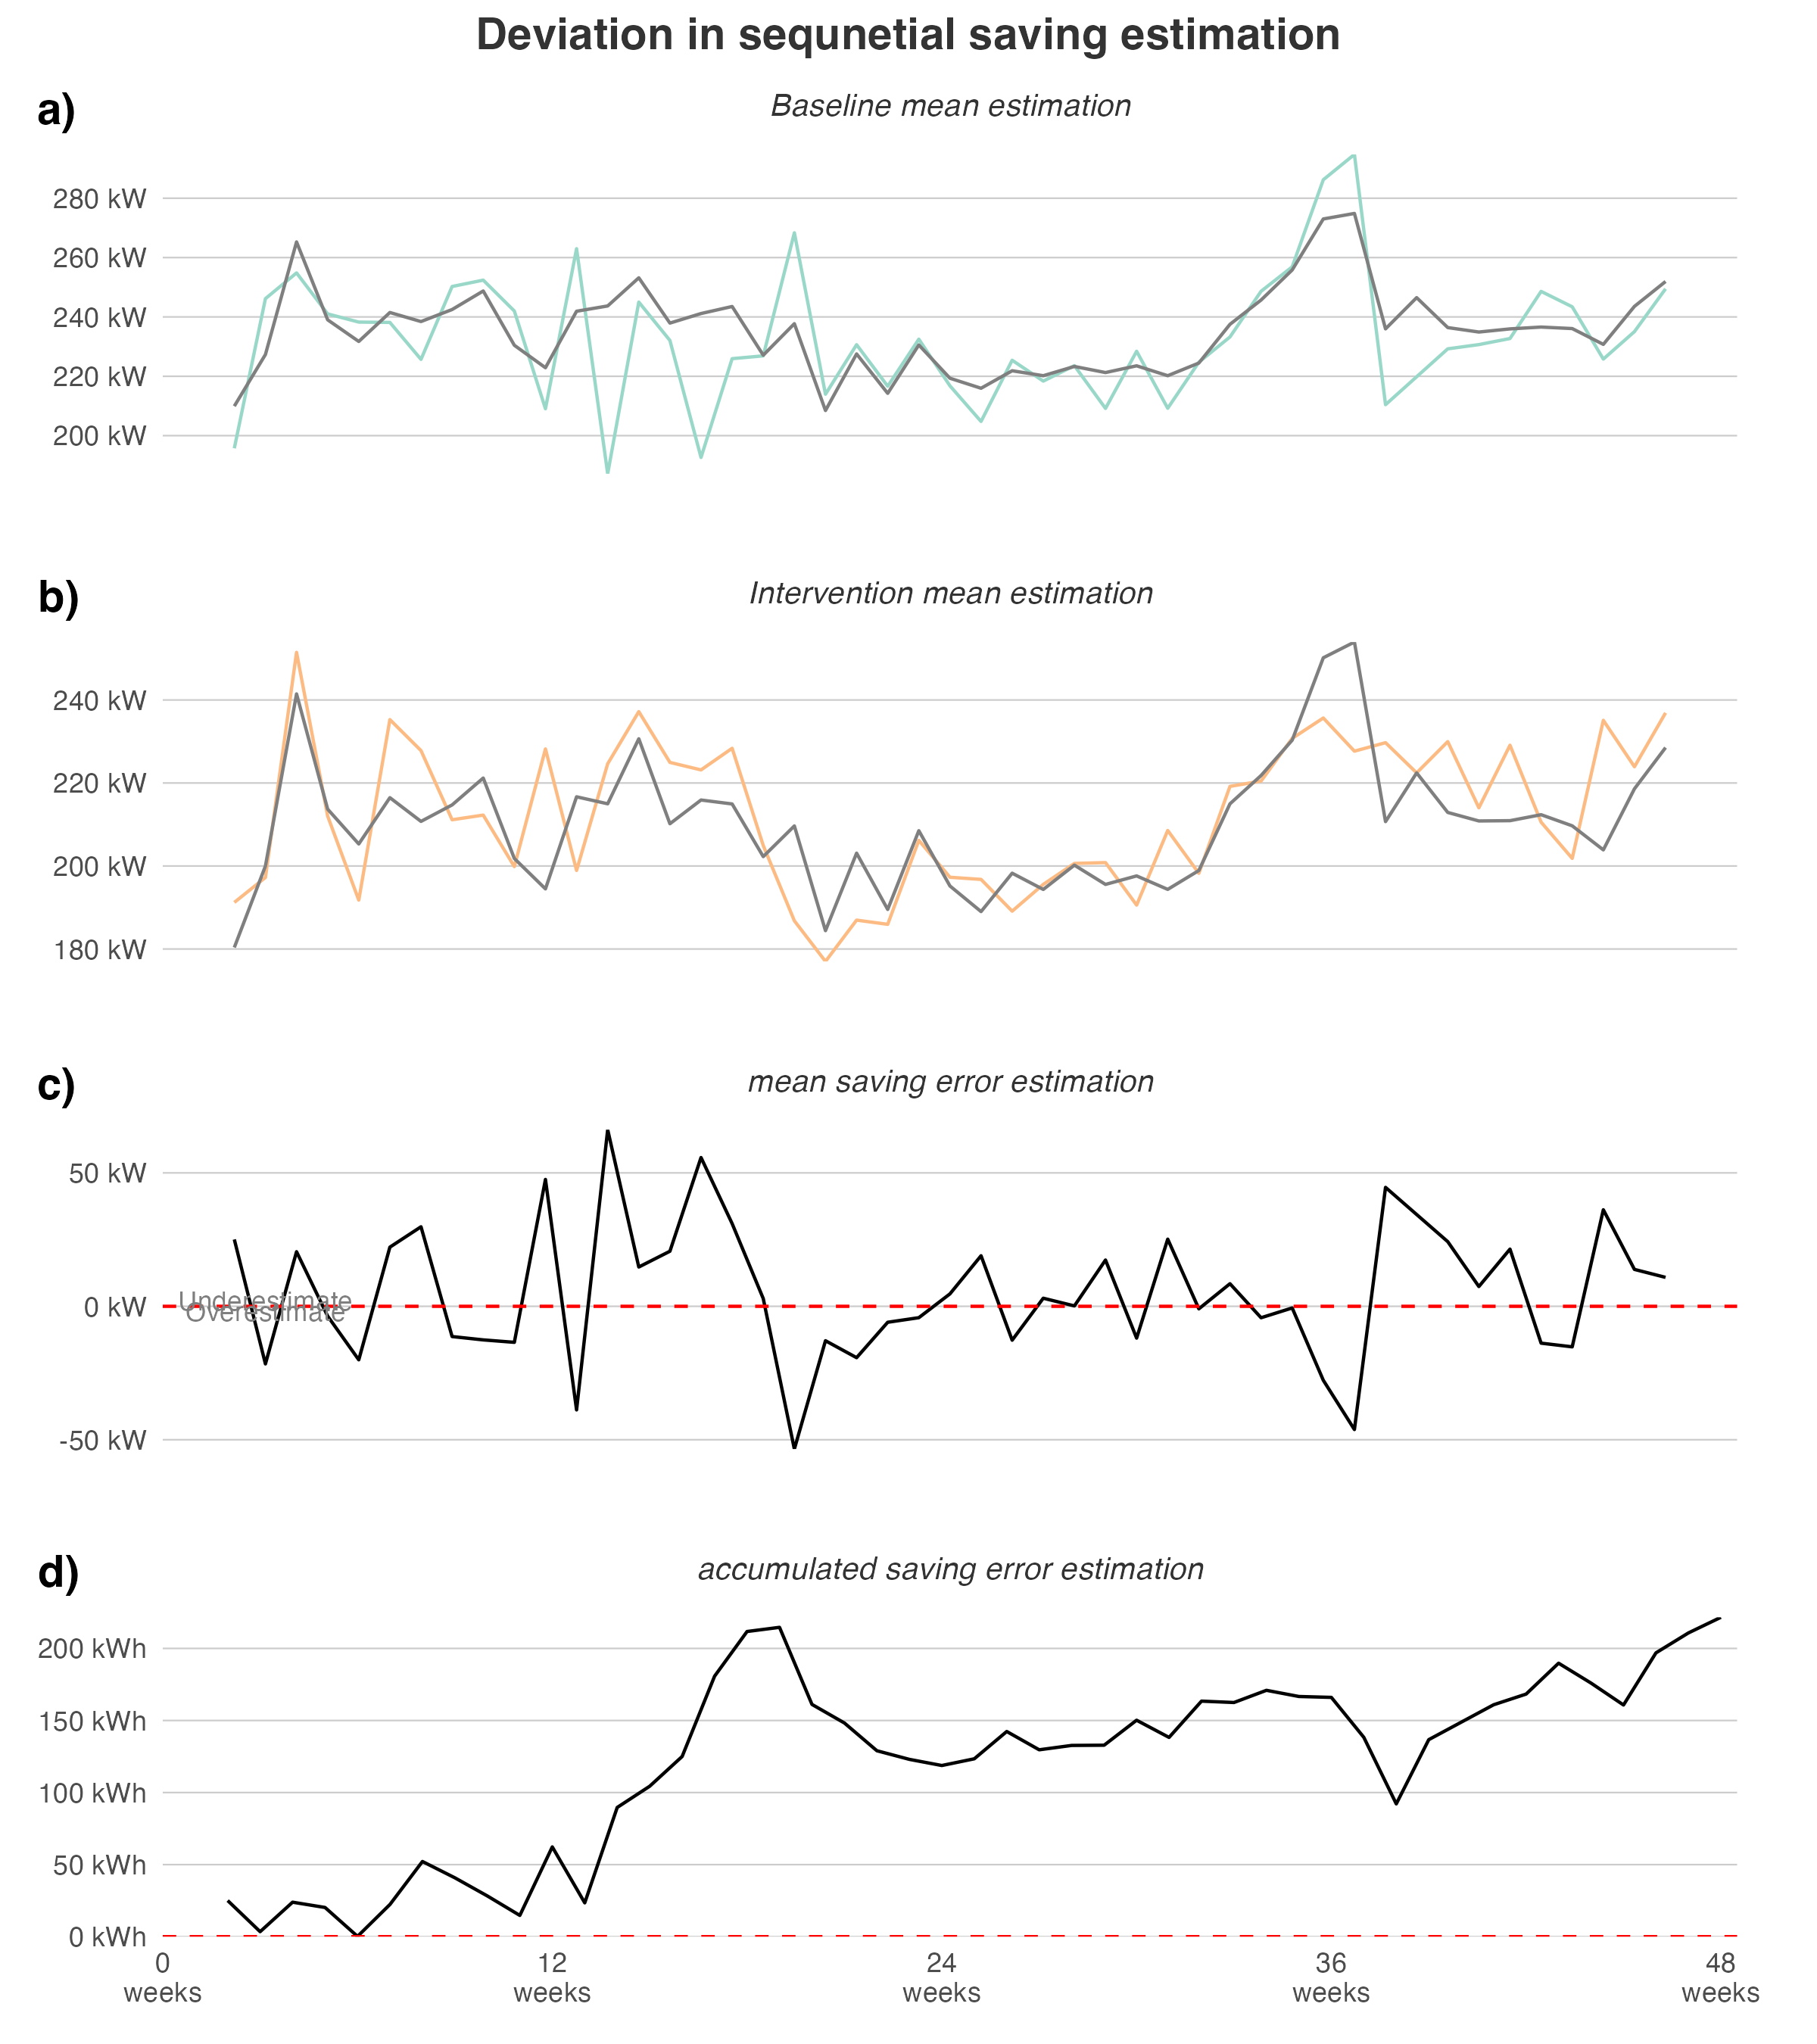 Deviation in sequnetial saving estimation
a)
Baseline mean estimation
280 kW
260 kW
240 kW
220 kW
200 kW
b)
Intervention mean estimation
240 kW
220 kW
200 kW
180 kW
c)
mean saving error estimation
50 kW
Underestimate
0 kW
Overestimate
-50 kW
d)
accumulated saving error estimation
200 kWh
150 kWh
100 kWh
50 kWh
0 kWh
0 12 24 36 48
weeks weeks weeks weeks weeks